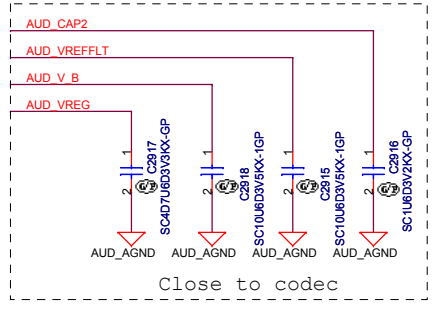 AUD_CAP2
AUD_VREFFLT
AUD_V_B
AUD_VREG
1
2
C2917
SC4D7U6D3V3KX-GP
1
2
C2918
SC10U6D3V5KX-1GP
1
2
C2915
SC10U6D3V5KX-1GP
1
2
C2916
SC1U6D3V2KX-GP
AUD_AGND
AUD_AGND
AUD_AGND
AUD_AGND
Close to codec